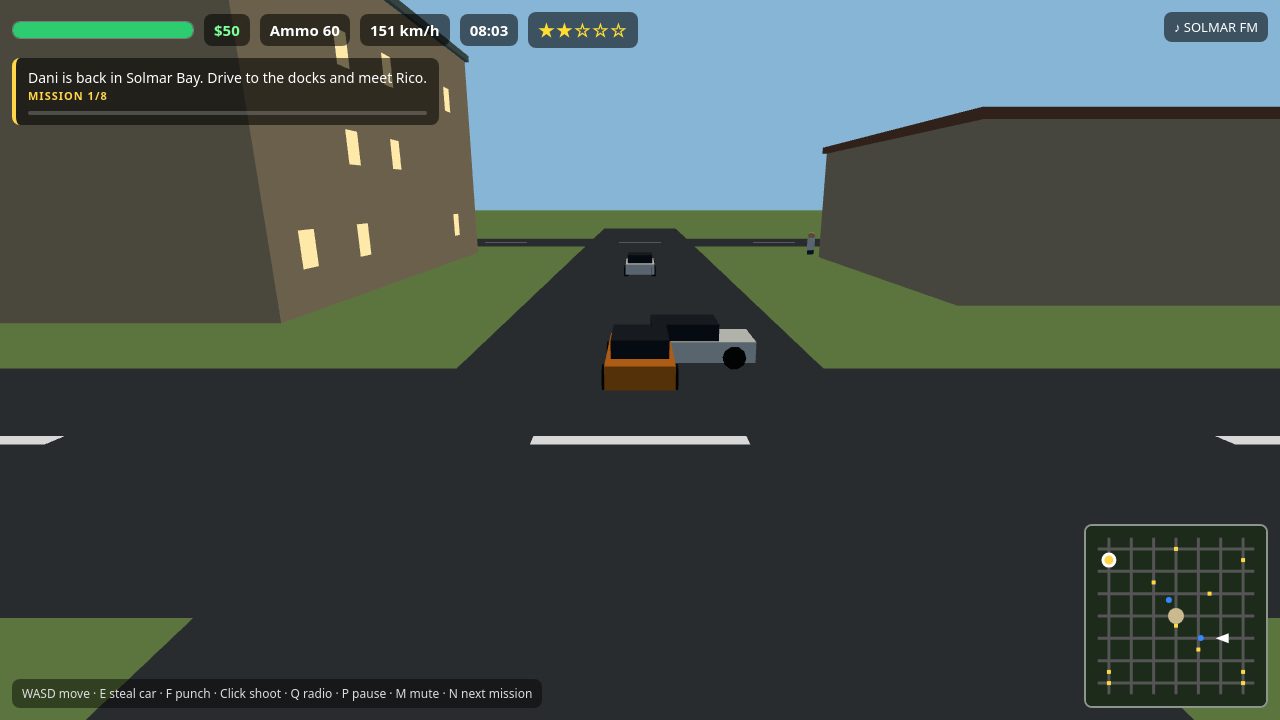 $50
Ammo 60
151 km/h
08:03
★★☆☆☆
♪ SOLMAR FM
Dani is back in Solmar Bay. Drive to the docks and meet Rico.
MISSION 1/8
WASD move · E steal car · F punch · Click shoot · Q radio · P pause · M mute · N next mission